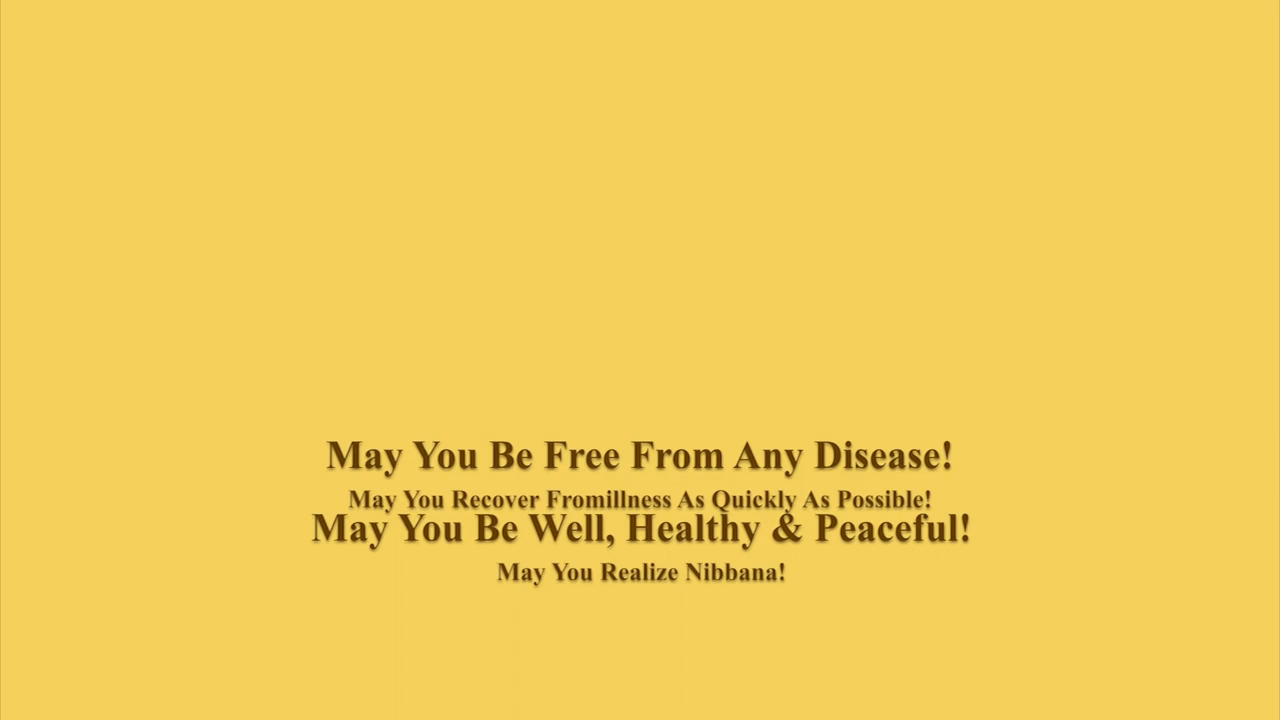 May You Be Free From Any Disease!
May You Recover Fromillness As Quickly As Possible!
May You Be Well, Healthy & Peaceful!
May You Realize Nibbana!